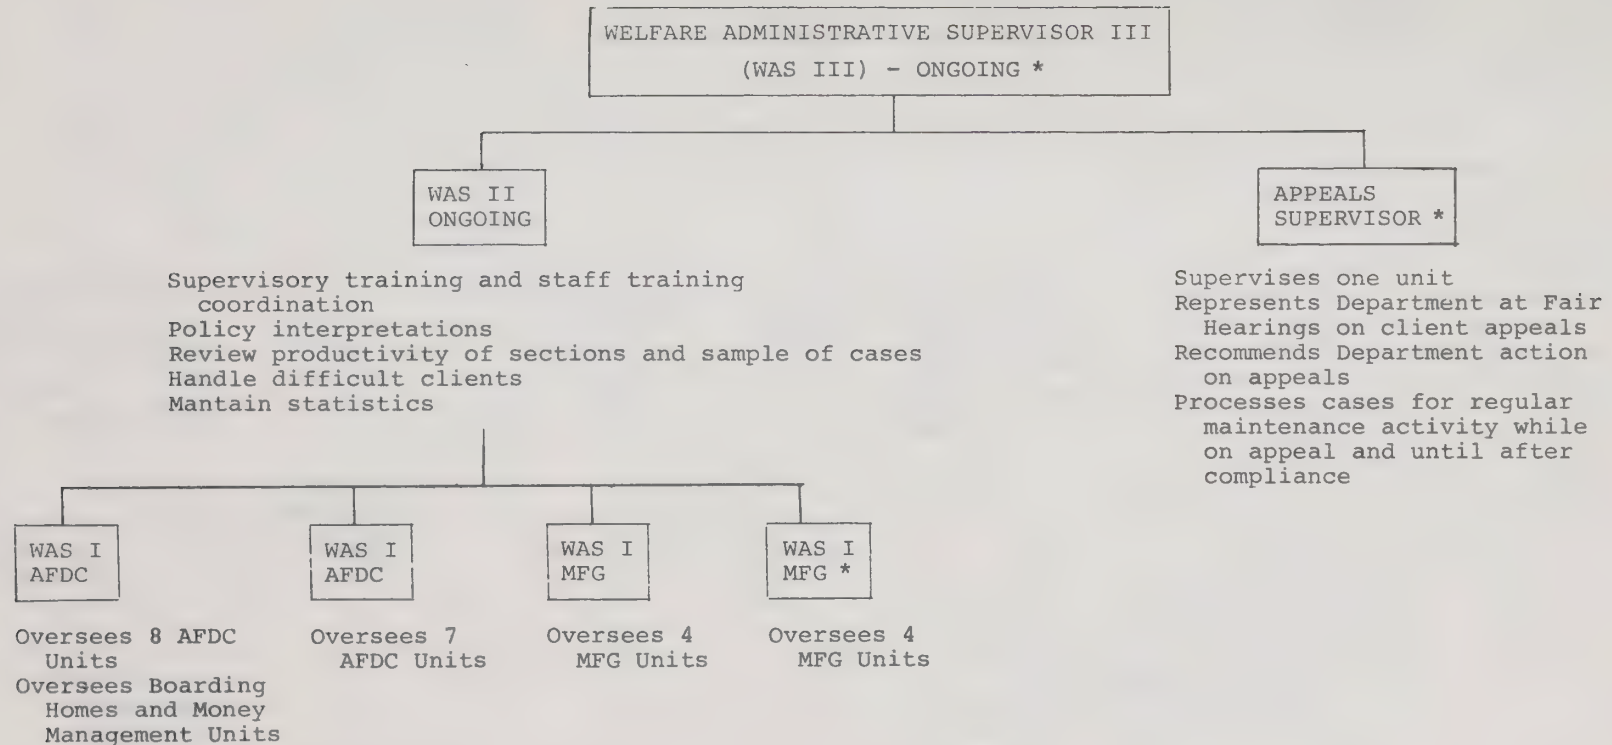 WELFARE ADMINISTRATIVE SUPERVISOR III
(WAS III) - ONGOING *
WAS II
ONGOING
Supervisory training and staff training
coordination
Policy interpretations
Review productivity of sections and sample of cases
Handle difficult clients
Mantain statistics
APPEALS
SUPERVISOR *
Supervises one unit
Represents Department at Fair
Hearings on client appeals
Recommends Department action
on appeals
Processes cases for regular
maintenance activity while
on appeal and until after
compliance
WAS I
AFDC
Oversees 8 AFDC
Units
Oversees Boarding
Homes and Money
Management Units
WAS I
AFDC
Oversees 7
AFDC Units
WAS I
MFG
Oversees 4
MFG Units
WAS I
MFG *
Oversees 4
MFG Units